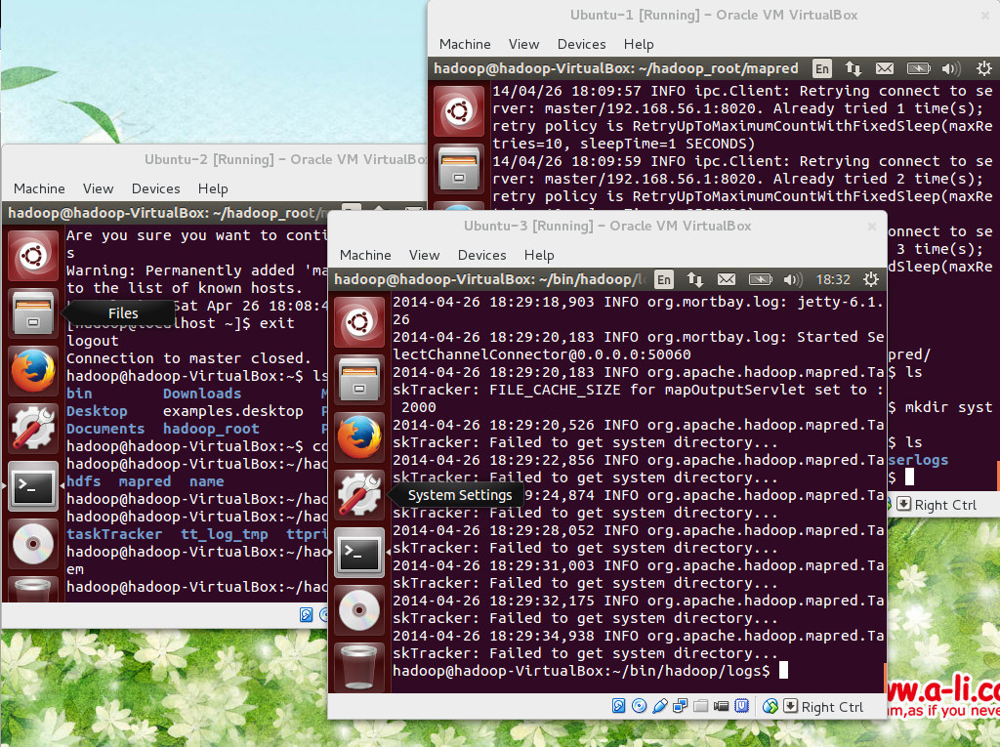 Ubuntu-1 [Running] - Oracle VM VirtualBox
Machine View Devices Help
hadoop@hadoop-VirtualBox: ~/hadoop_root/mapred En
14/04/26 18:09:57 INFO ipc.Client: Retrying connect to se
rver: master/192.168.56.1:8020. Already tried 1 time(s);
retry policy is RetryUpToMaximumCountWithFixedSleep(maxRe
tries=10, sleepTime=1 SECONDS)
14/04/26 18:09:59 INFO ipc.Client: Retrying connect to se
rver: master/192.168.56.1:8020. Already tried 2 time(s);
retry policy is RetryUpToMaximumCountWithFixedSleep(maxRe
onnect to se
3 time(s);
dSleep(maxRe
pred/
$ ls
$ mkdir syst
$ ls
serlogs
$
Right Ctrl
Ubuntu-2 [Running] - Oracle VM VirtualBo
Machine View Devices Help
hadoop@hadoop-VirtualBox: ~/hadoop_root/m
Are you sure you want to conti
s
Warning: Permanently added 'ma
to the list of known hosts.
Sat Apr 26 18:08:4
Files
localhost ~]$ exit
logout
Connection to master closed.
hadoop@hadoop-VirtualBox:~$ ls
bin Downloads
Desktop examples.desktop
Documents hadoop_root
hadoop@hadoop-VirtualBox:~$ cd
hadoop@hadoop-VirtualBox:~/had
hdfs mapred name
hadoop@hadoop-VirtualBox:~/had
hadoop@hadoop-VirtualBox:~/had
taskTracker tt_log_tmp ttpri
hadoop@hadoop-VirtualBox:~/had
em
hadoop@hadoop-VirtualBox:~/had
Ubuntu-3 [Running] - Oracle VM VirtualBox
Machine View Devices Help
hadoop@hadoop-VirtualBox: ~/bin/hadoop/lo En 18:32
2014-04-26 18:29:18,903 INFO org.mortbay.log: jetty-6.1.
26
2014-04-26 18:29:20,183 INFO org.mortbay.log: Started Se
lectChannelConnector@0.0.0.0:50060
2014-04-26 18:29:20,183 INFO org.apache.hadoop.mapred.Ta
skTracker: FILE_CACHE_SIZE for mapOutputServlet set to :
2000
2014-04-26 18:29:20,526 INFO org.apache.hadoop.mapred.Ta
skTracker: Failed to get system directory...
2014-04-26 18:29:22,856 INFO org.apache.hadoop.mapred.Ta
skTracker: Failed to get system directory...
System Settings
9:24,874 INFO org.apache.hadoop.mapred.Ta
skTracker: Failed to get system directory...
2014-04-26 18:29:28,052 INFO org.apache.hadoop.mapred.Ta
skTracker: Failed to get system directory...
2014-04-26 18:29:31,003 INFO org.apache.hadoop.mapred.Ta
skTracker: Failed to get system directory...
2014-04-26 18:29:32,175 INFO org.apache.hadoop.mapred.Ta
skTracker: Failed to get system directory...
2014-04-26 18:29:34,938 INFO org.apache.hadoop.mapred.Ta
skTracker: Failed to get system directory...
hadoop@hadoop-VirtualBox:~/bin/hadoop/logs$
Right Ctrl
w.a-li.co
m,as if you neve